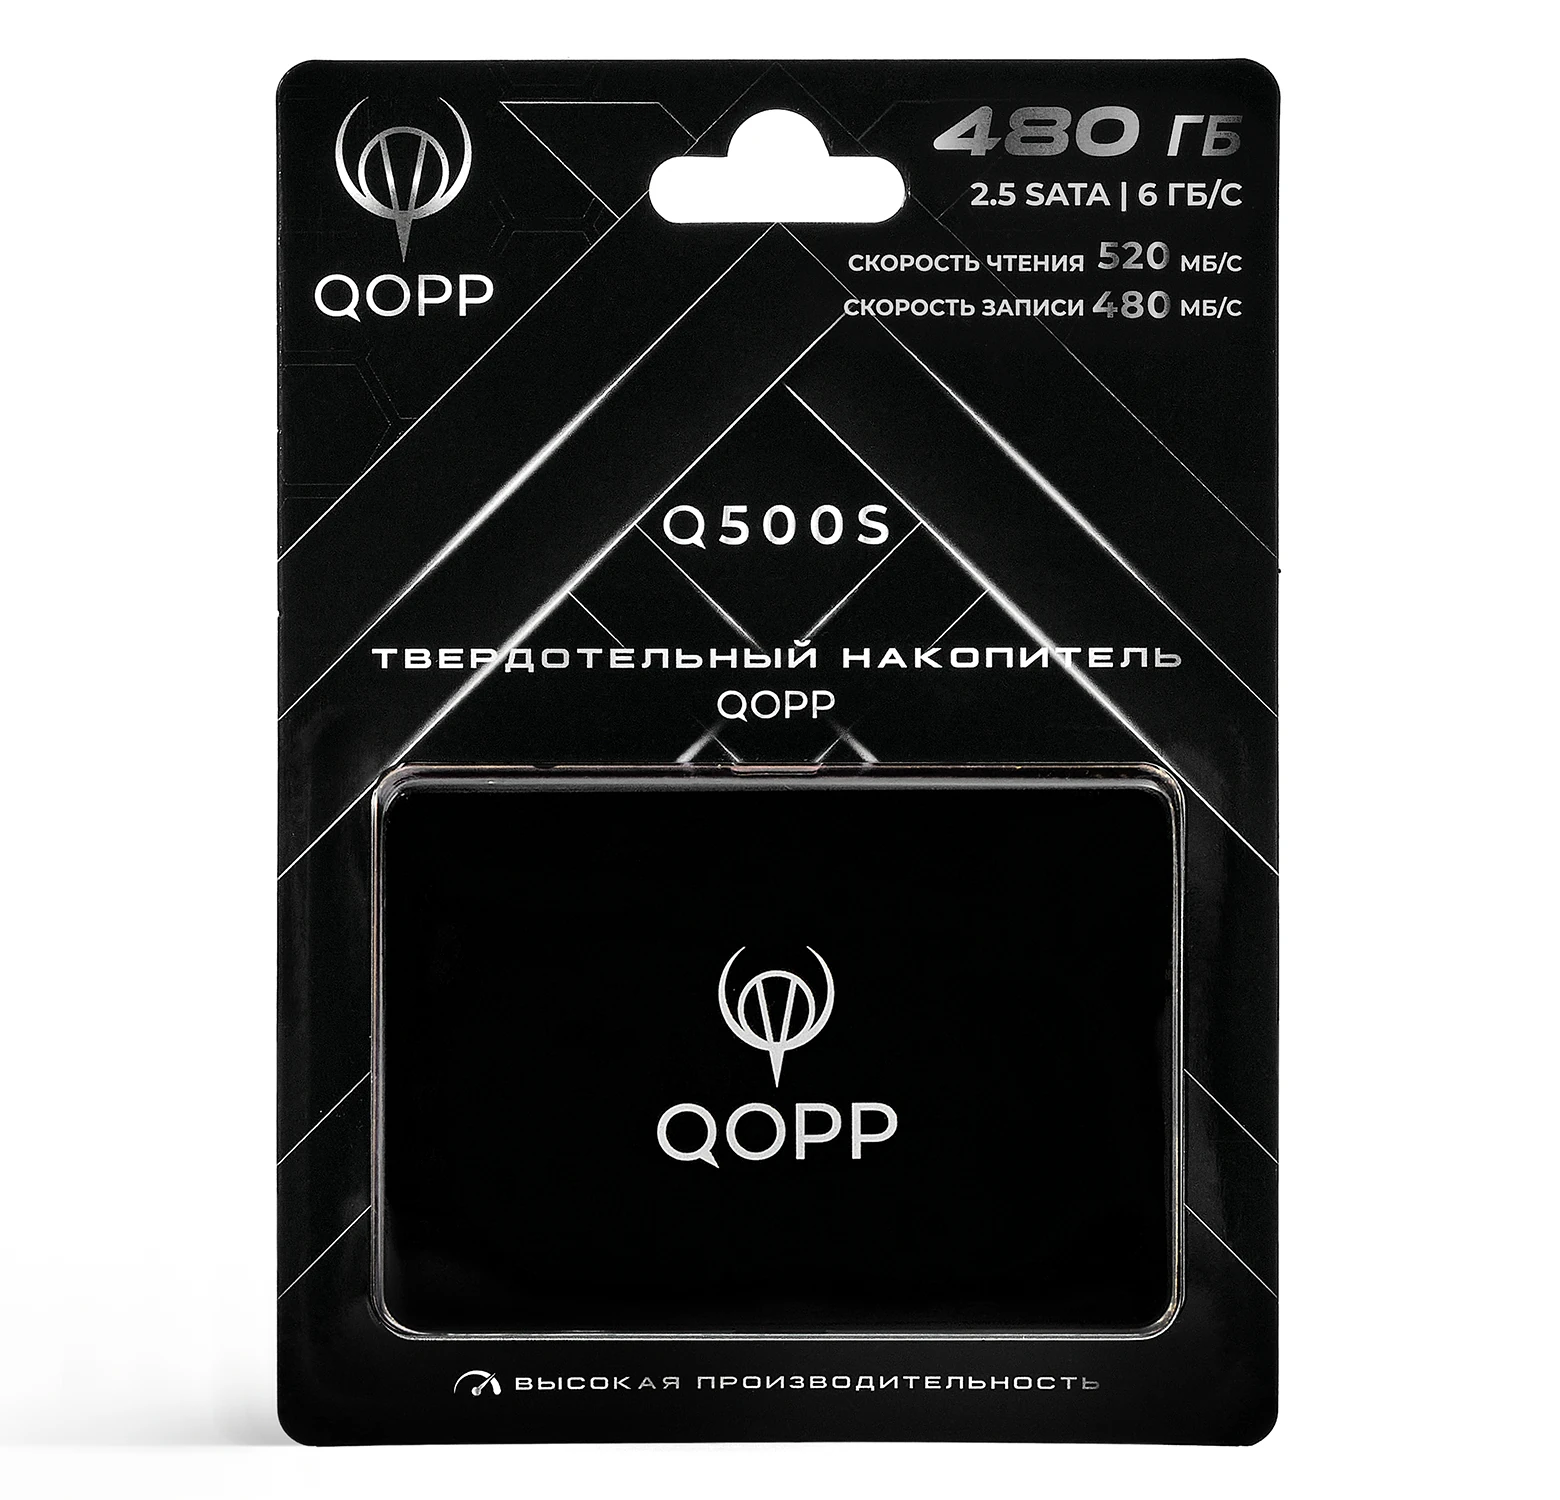 QOPP
480 ГБ
2.5 SATA | 6 ГБ/С
СКОРОСТЬ ЧТЕНИЯ 520 МБ/С
СКОРОСТЬ ЗАПИСИ 480 МБ/С
Q500S
ТВЕРДОТЕЛЬНЫЙ НАКОПИТЕЛЬ
QOPP
QOPP
ВЫСОКАЯ ПРОИЗВОДИТЕЛЬНОСТЬ